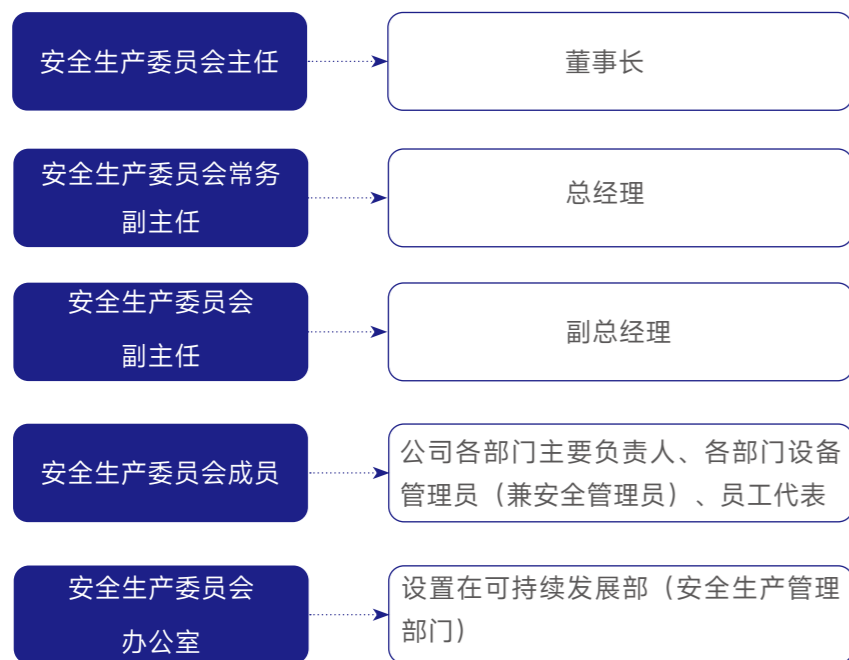 安全生产委员会主任
董事长
安全生产委员会常务
副主任
总经理
安全生产委员会
副主任
副总经理
安全生产委员会成员
公司各部门主要负责人、各部门设备
管理员（兼安全管理员）、员工代表
安全生产委员会
办公室
设置在可持续发展部（安全生产管理
部门）